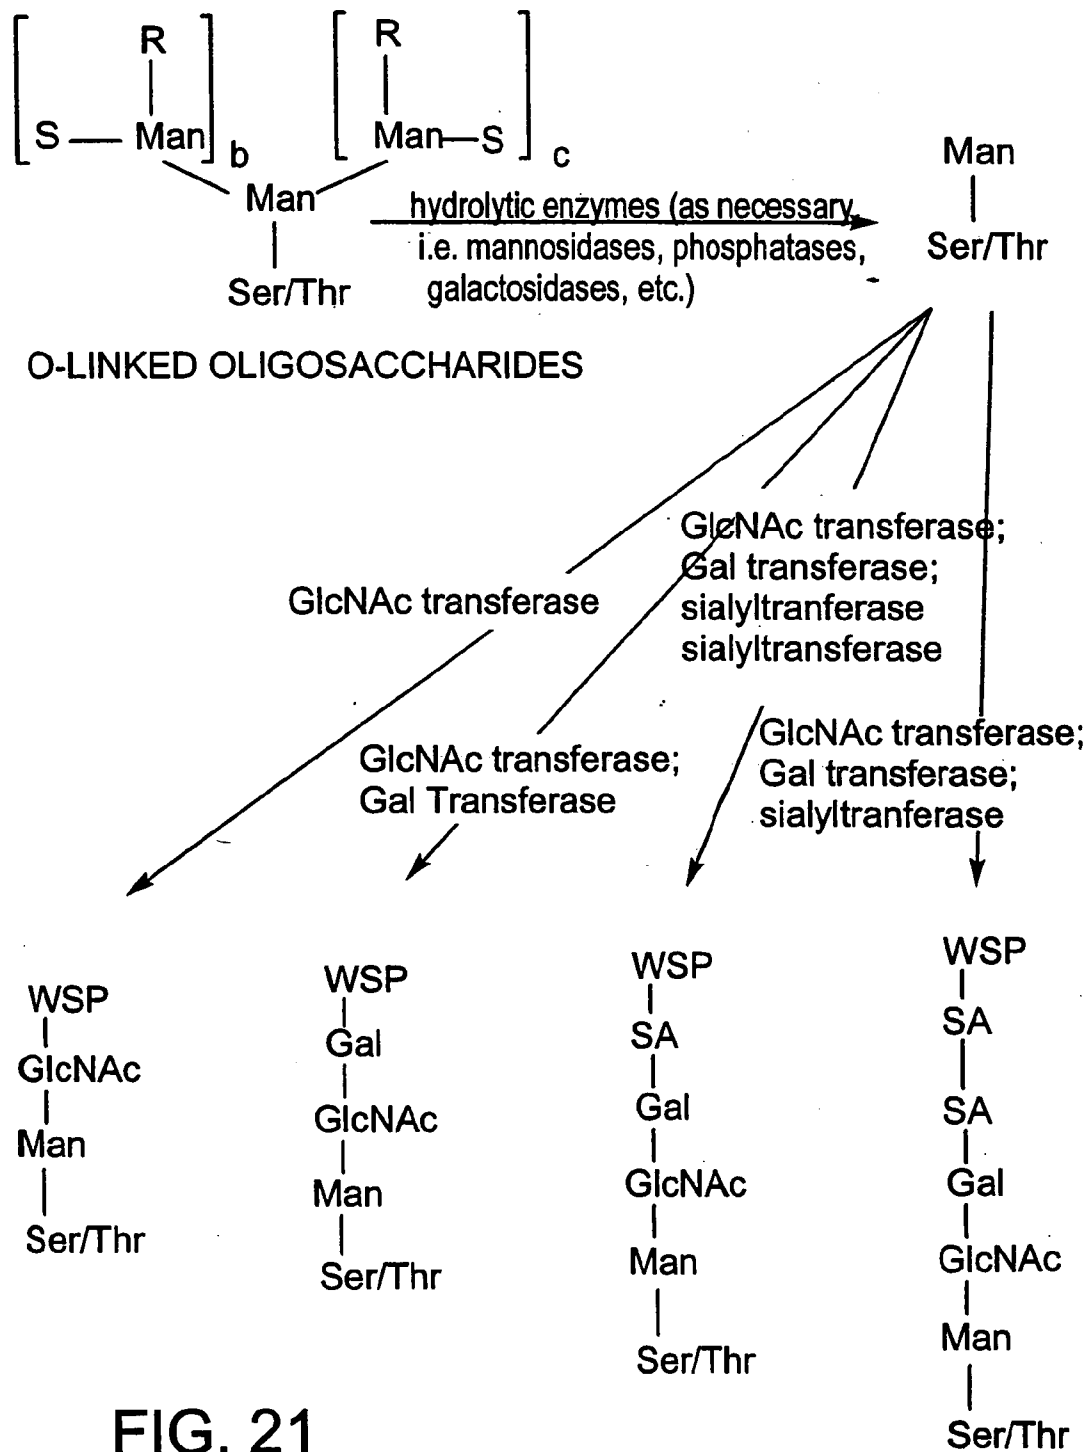 R
R
S Man b
Man S c
Man
Ser/Thr
hydrolytic enzymes (as necessary,
i.e. mannosidases, phosphatases,
galactosidases, etc.)
Man
Ser/Thr
O-LINKED OLIGOSACCHARIDES
GlcNAc transferase
GlcNAc transferase;
Gal Transferase
GlcNAc transferase;
Gal transferase;
sialyltranferase
sialyltransferase
GlcNAc transferase;
Gal transferase;
sialyltranferase
WSP
GlcNAc
Man
Ser/Thr
WSP
Gal
GlcNAc
Man
Ser/Thr
WSP
SA
Gal
GlcNAc
Man
Ser/Thr
WSP
SA
SA
Gal
GlcNAc
Man
Ser/Thr
FIG. 21